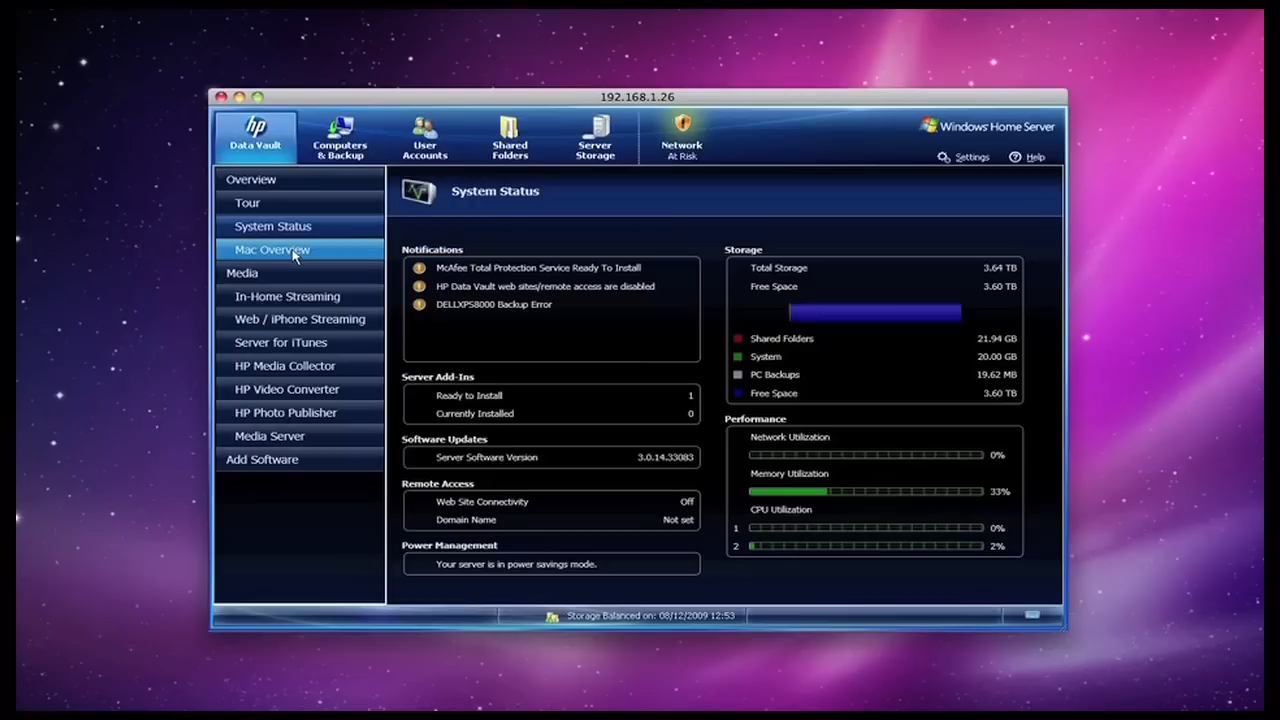 192.168.1.26
hp
Data Vault
Computers
& Backup
User
Accounts
Shared
Folders
Server
Storage
Network
At Risk
Windows Home Server
Settings
Help
Overview
Tour
System Status
Mac Overview
Media
In-Home Streaming
Web / iPhone Streaming
Server for iTunes
HP Media Collector
HP Video Converter
HP Photo Publisher
Media Server
Add Software
System Status
Notifications
McAfee Total Protection Service Ready To Install
HP Data Vault web sites/remote access are disabled
DELLXPS8000 Backup Error
Server Add-Ins
Ready to Install 1
Currently Installed 0
Software Updates
Server Software Version 3.0.14.33083
Remote Access
Web Site Connectivity Off
Domain Name Not set
Power Management
Your server is in power savings mode.
Storage
Total Storage 3.64 TB
Free Space 3.60 TB
Shared Folders 21.94 GB
System 20.00 GB
PC Backups 19.62 MB
Free Space 3.60 TB
Performance
Network Utilization
0%
Memory Utilization
33%
CPU Utilization
1 0%
2 2%
Storage Balanced on: 08/12/2009 12:53